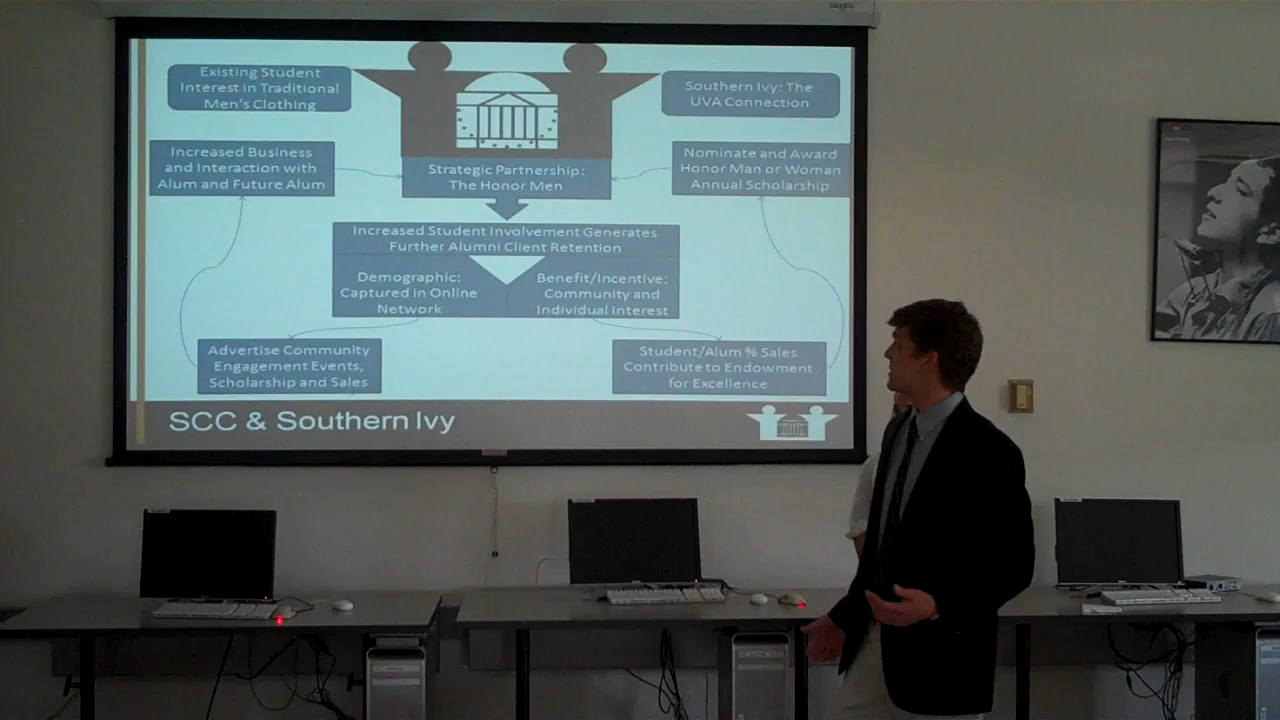 Existing Student
Interest in Traditional
Men's Clothing
Southern Ivy: The
UVA Connection
Increased Business
and Interaction with
Alum and Future Alum
Strategic Partnership:
The Honor Men
Nominate and Award
Honor Man or Woman
Annual Scholarship
Increased Student Involvement Generates
Further Alumni Client Retention
Demographic:
Captured in Online
Network
Benefit/Incentive:
Community and
Individual Interest
Advertise Community
Engagement Events,
Scholarship and Sales
Student/Alum % Sales
Contribute to Endowment
for Excellence
SCC & Southern Ivy